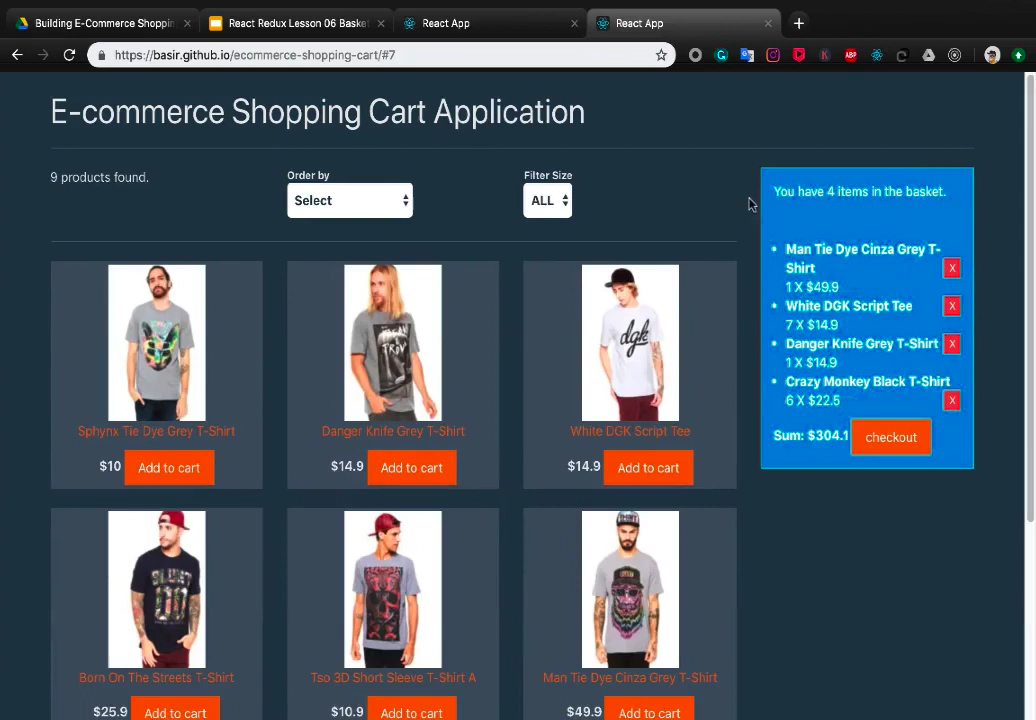 Building E-Commerce Shoppin
React Redux Lesson 06 Basket
React App
React App
https://basir.github.io/ecommerce-shopping-cart/#7
ABP
E-commerce Shopping Cart Application
9 products found.
Order by
Select
Filter Size
ALL
You have 4 items in the basket.
Man Tie Dye Cinza Grey T-
Shirt
X
1 X $49.9
White DGK Script Tee
X
7 X $14.9
Danger Knife Grey T-Shirt
X
1 X $14.9
Crazy Monkey Black T-Shirt
6 X $22.5
X
Sum: $304.1
checkout
dgk
Sphynx Tie Dye Grey T-Shirt
$10
Add to cart
Danger Knife Grey T-Shirt
$14.9
Add to cart
White DGK Script Tee
$14.9
Add to cart
Born On The Streets T-Shirt
$25.9
Add to cart
Tso 3D Short Sleeve T-Shirt A
$10.9
Add to cart
Man Tie Dye Cinza Grey T-Shirt
$49.9
Add to cart